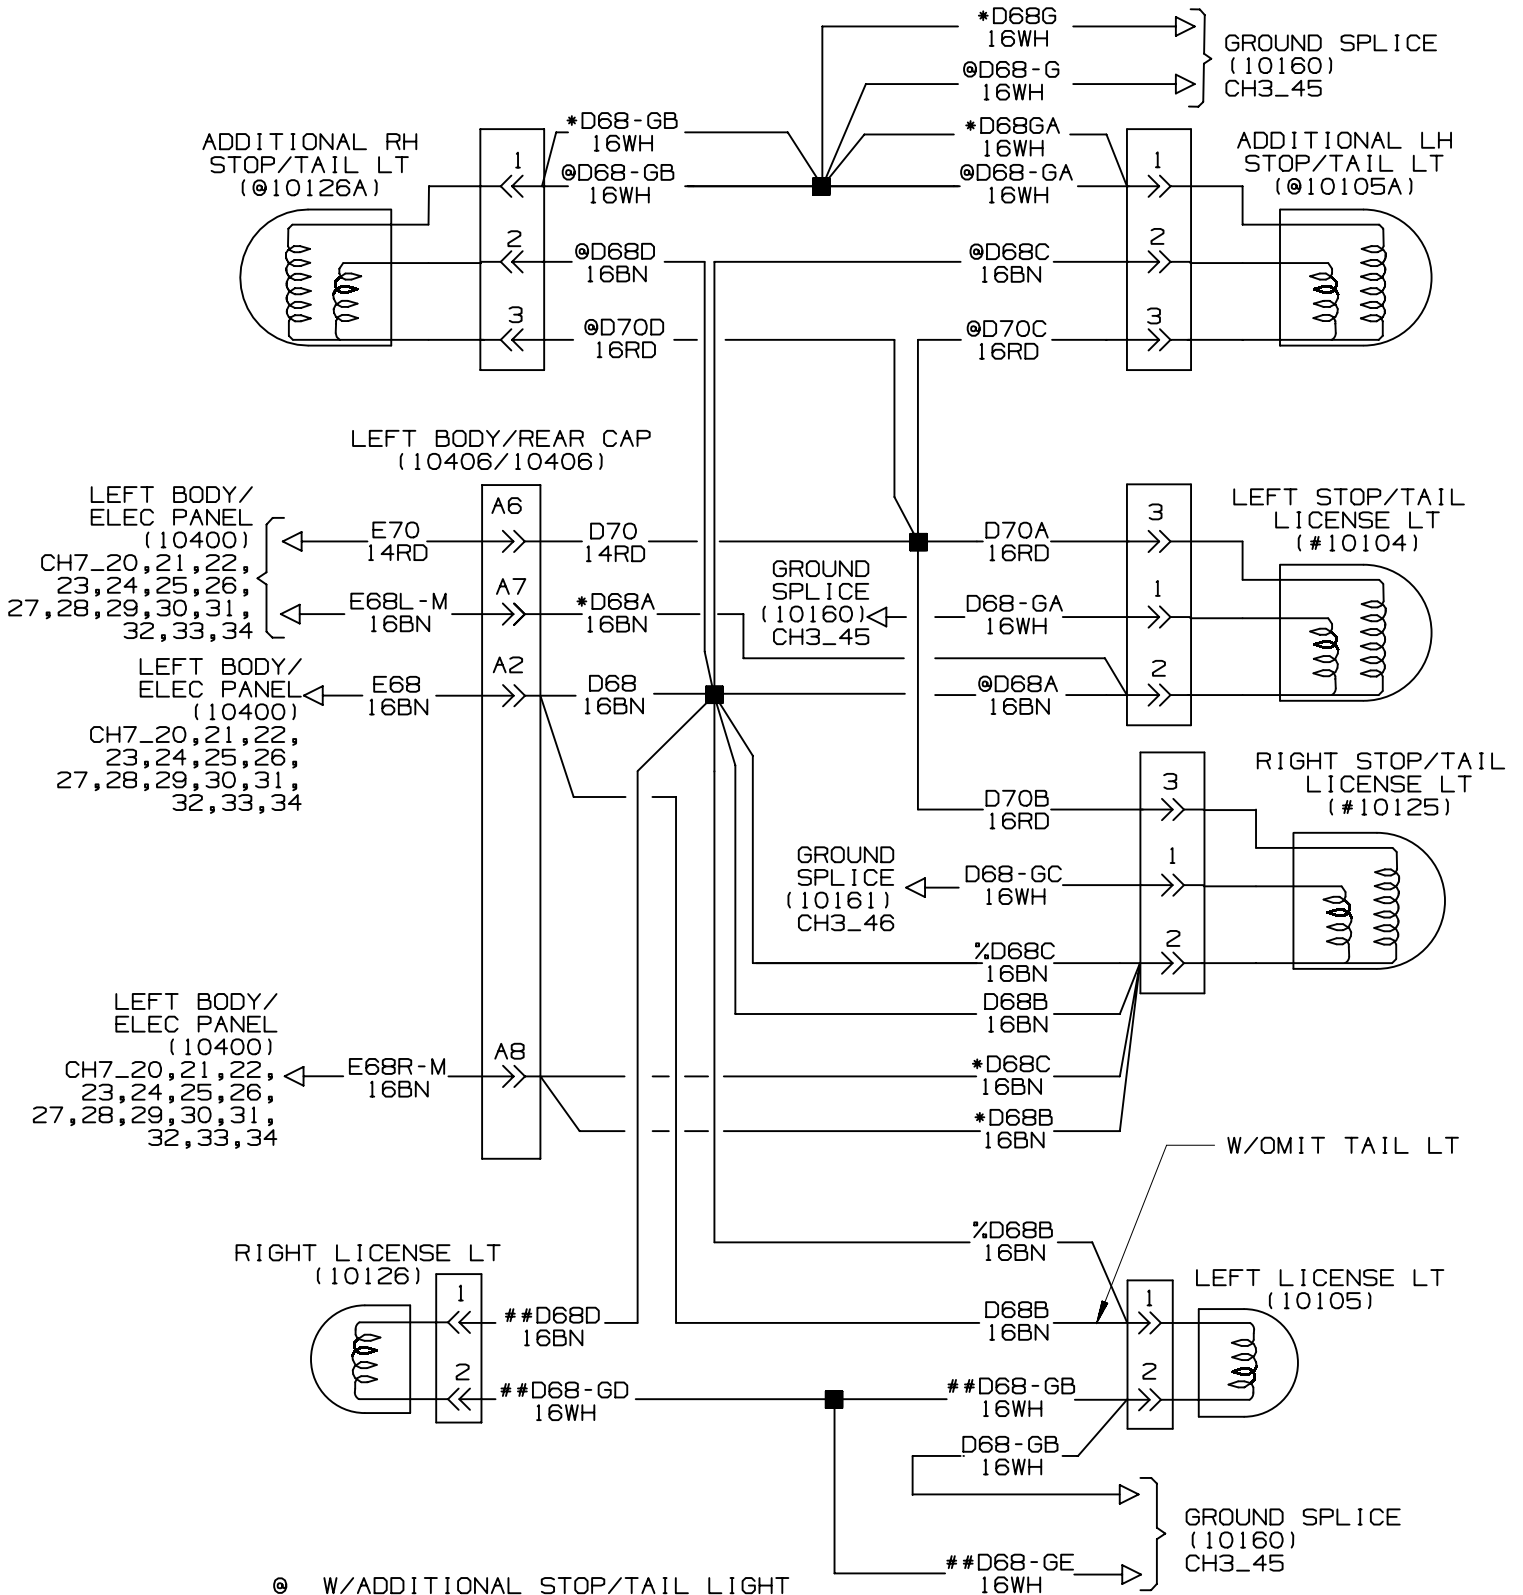 *D68G
16WH
GROUND SPLICE
(10160)
CH3_45
@D68-G
16WH
ADDITIONAL RH
STOP/TAIL LT
(@10126A)
1
*D68-GB
16WH
@D68-GB
16WH
*D68GA
16WH
@D68-GA
16WH
1
ADDITIONAL LH
STOP/TAIL LT
(@10105A)
2
@D68D
16BN
@D68C
16BN
2
3
@D70D
16RD
@D70C
16RD
3
LEFT BODY/REAR CAP
(10406/10406)
LEFT BODY/
ELEC PANEL
(10400)
CH7_20,21,22,
23,24,25,26,
27,28,29,30,31,
32,33,34
E70
14RD
A6
D70
14RD
D70A
16RD
3
LEFT STOP/TAIL
LICENSE LT
(#10104)
E68L-M
16BN
A7
*D68A
16BN
GROUND
SPLICE
(10160)
CH3_45
D68-GA
16WH
1
LEFT BODY/
ELEC PANEL
(10400)
CH7_20,21,22,
23,24,25,26,
27,28,29,30,31,
32,33,34
E68
16BN
A2
D68
16BN
@D68A
16BN
2
RIGHT STOP/TAIL
LICENSE LT
(#10125)
D70B
16RD
3
GROUND
SPLICE
(10161)
CH3_46
D68-GC
16WH
1
%D68C
16BN
2
D68B
16BN
LEFT BODY/
ELEC PANEL
(10400)
CH7_20,21,22,
23,24,25,26,
27,28,29,30,31,
32,33,34
E68R-M
16BN
A8
*D68C
16BN
*D68B
16BN
W/OMIT TAIL LT
%D68B
16BN
RIGHT LICENSE LT
(10126)
1
##D68D
16BN
D68B
16BN
1
LEFT LICENSE LT
(10105)
2
##D68-GD
16WH
##D68-GB
16WH
2
D68-GB
16WH
GROUND SPLICE
(10160)
CH3_45
##D68-GE
16WH
@ W/ADDITIONAL STOP/TAIL LIGHT